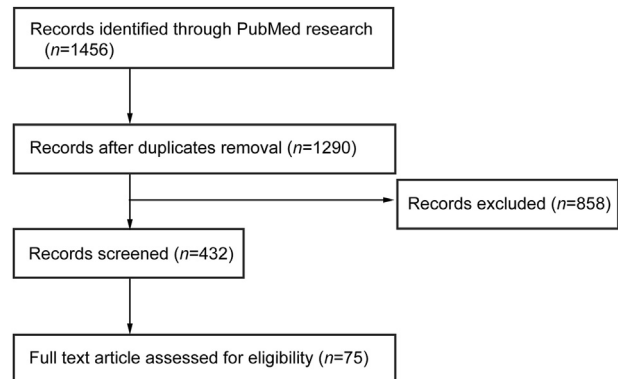 Records identified through PubMed research
(n=1456)
Records after duplicates removal (n=1290)
Records excluded (n=858)
Records screened (n=432)
Full text article assessed for eligibility (n=75)